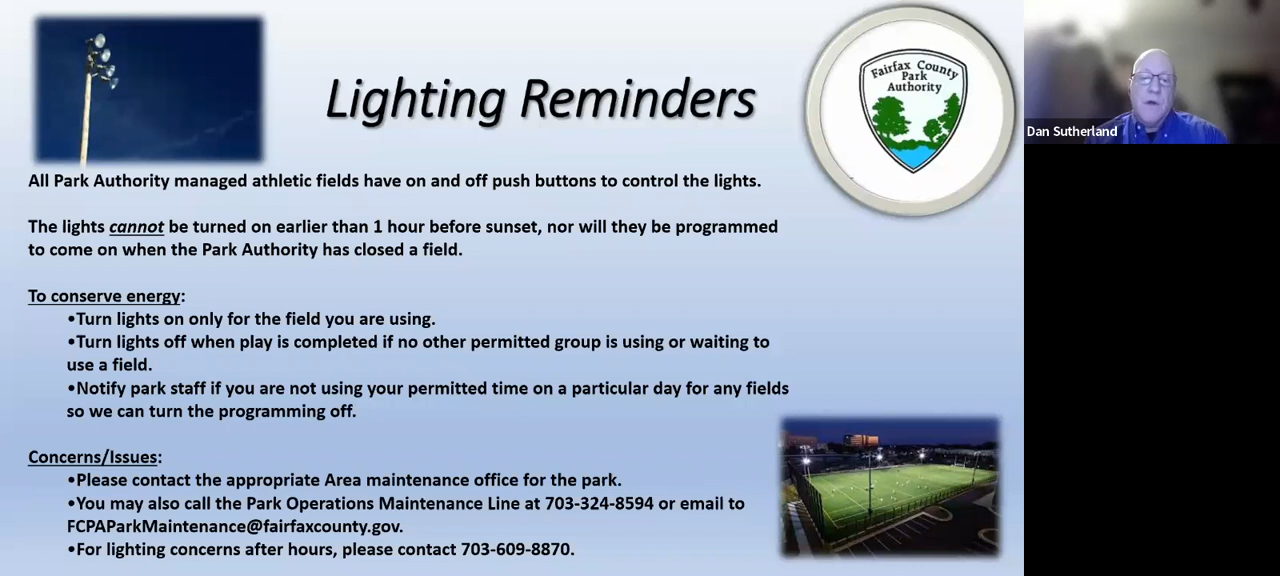 Lighting Reminders
Fairfax County
Park
Authority
Dan Sutherland
All Park Authority managed athletic fields have on and off push buttons to control the lights.
The lights cannot be turned on earlier than 1 hour before sunset, nor will they be programmed
to come on when the Park Authority has closed a field.
To conserve energy:
•Turn lights on only for the field you are using.
•Turn lights off when play is completed if no other permitted group is using or waiting to
use a field.
•Notify park staff if you are not using your permitted time on a particular day for any fields
so we can turn the programming off.
Concerns/Issues:
•Please contact the appropriate Area maintenance office for the park.
•You may also call the Park Operations Maintenance Line at 703-324-8594 or email to
FCPAParkMaintenance@fairfaxcounty.gov.
•For lighting concerns after hours, please contact 703-609-8870.